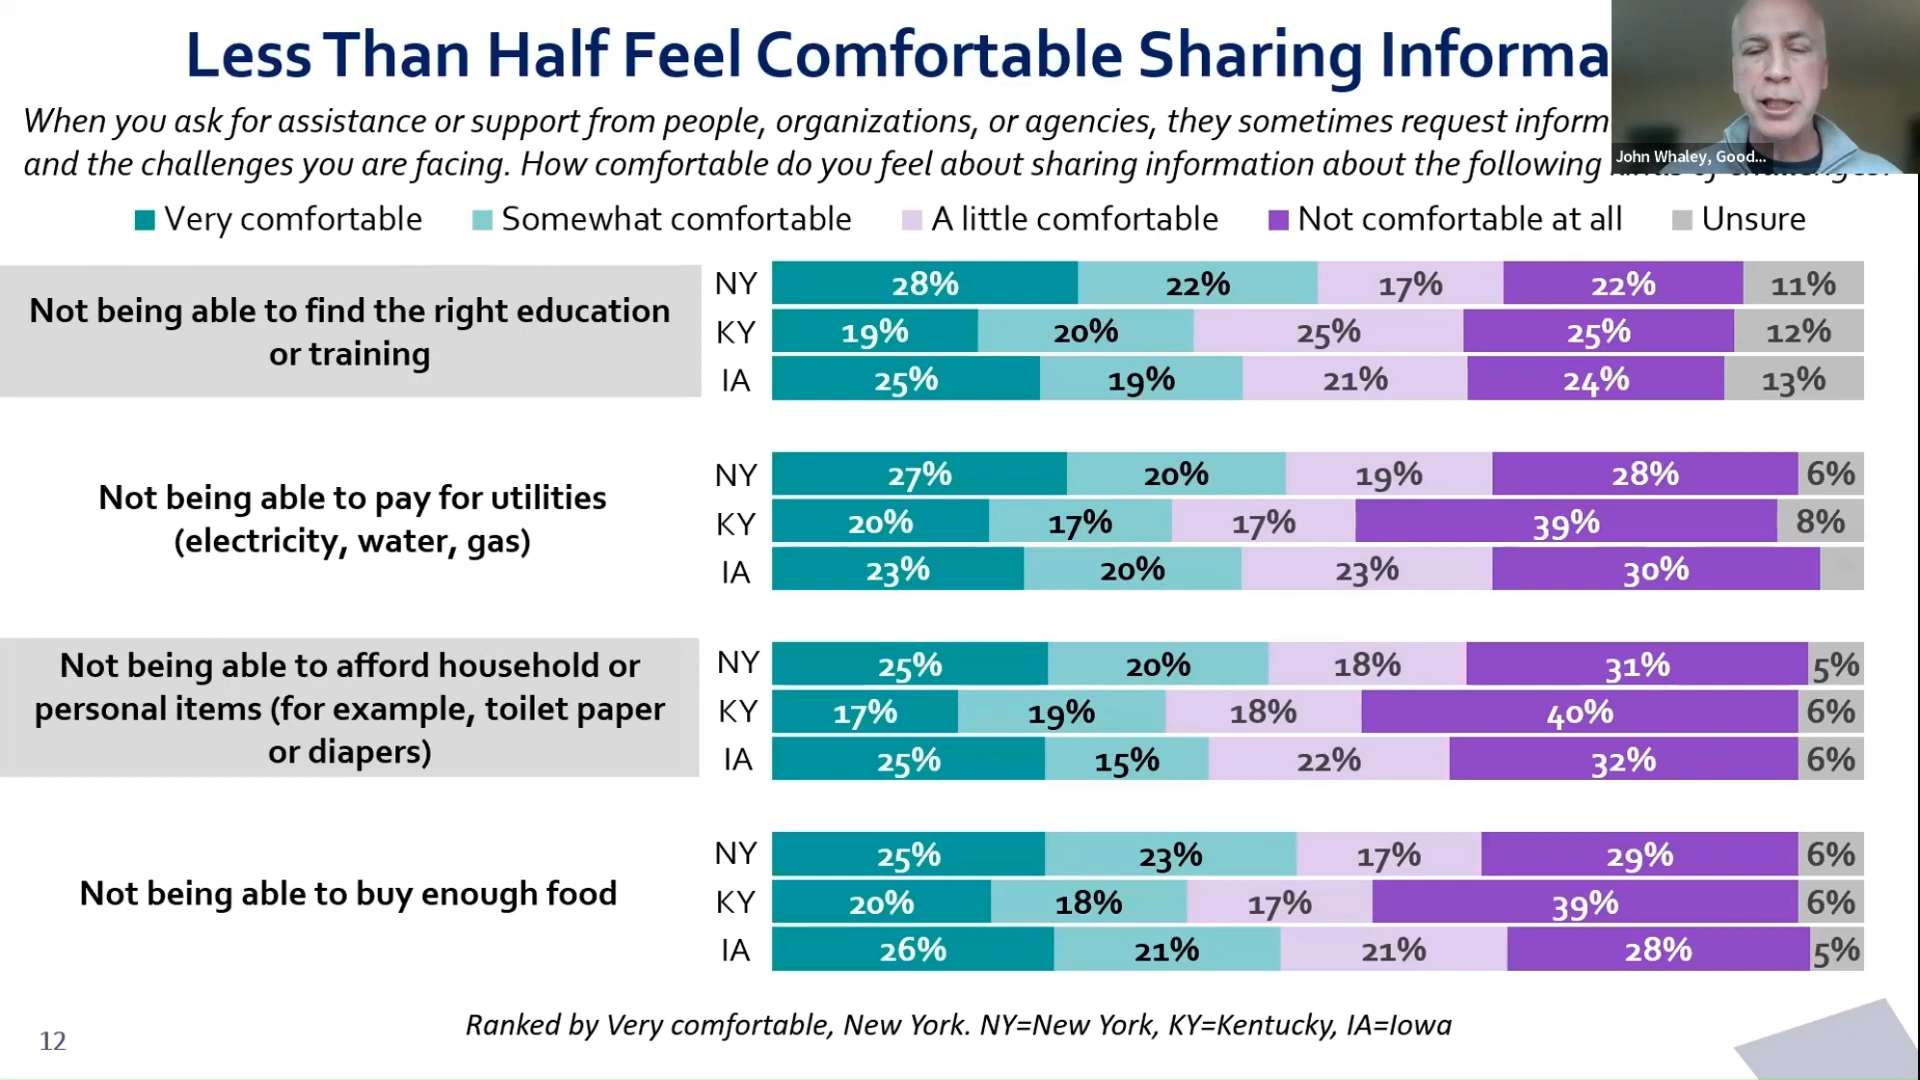 Less Than Half Feel Comfortable Sharing Informa
When you ask for assistance or support from people, organizations, or agencies, they sometimes request inform
and the challenges you are facing. How comfortable do you feel about sharing information about the following
John Whaley, Good...
Very comfortable Somewhat comfortable A little comfortable Not comfortable at all Unsure
Not being able to find the right education
or training
NY 28% 22% 17% 22% 11%
KY 19% 20% 25% 25% 12%
IA 25% 19% 21% 24% 13%
Not being able to pay for utilities
(electricity, water, gas)
NY 27% 20% 19% 28% 6%
KY 20% 17% 17% 39% 8%
IA 23% 20% 23% 30%
Not being able to afford household or
personal items (for example, toilet paper
or diapers)
NY 25% 20% 18% 31% 5%
KY 17% 19% 18% 40% 6%
IA 25% 15% 22% 32% 6%
Not being able to buy enough food
NY 25% 23% 17% 29% 6%
KY 20% 18% 17% 39% 6%
IA 26% 21% 21% 28% 5%
Ranked by Very comfortable, New York. NY=New York, KY=Kentucky, IA=Iowa
12